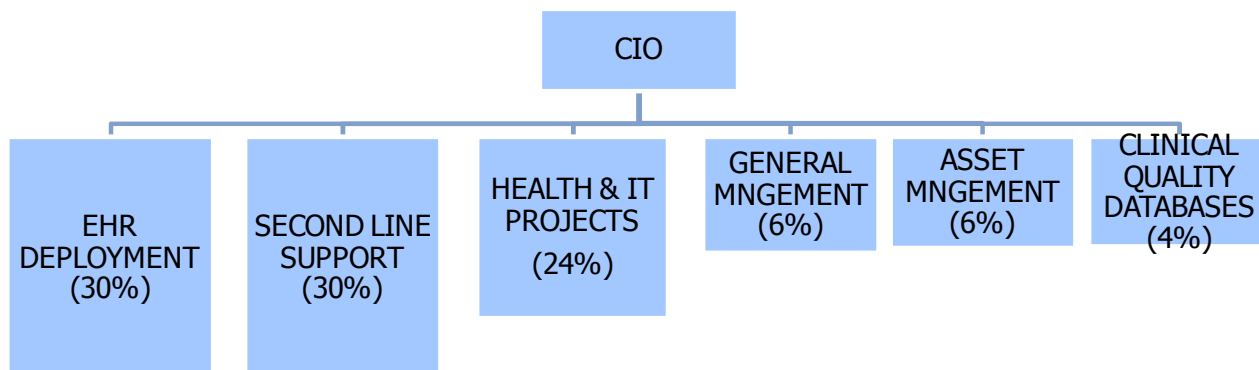 CIO
EHR
DEPLOYMENT
(30%)
SECOND LINE
SUPPORT
(30%)
HEALTH & IT
PROJECTS
(24%)
GENERAL
MNGEMENT
(6%)
ASSET
MNGEMENT
(6%)
CLINICAL
QUALITY
DATABASES
(4%)